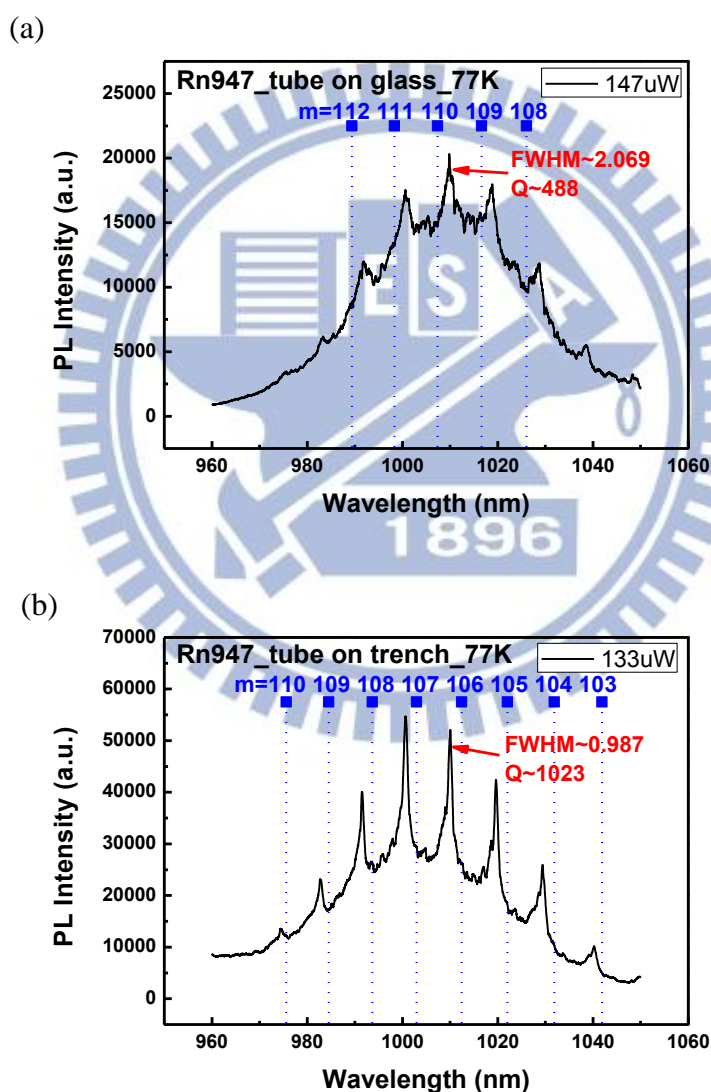 (a)
Rn947_tube on glass_77K
147uW
m=112 111 110 109 108
FWHM~2.069
Q~488
25000
20000
15000
10000
5000
0
PL Intensity (a.u.)
960 980 1000 1020 1040 1060
Wavelength (nm)
ESA
1896
(b)
Rn947_tube on trench_77K
133uW
m=110 109 108 107 106 105 104 103
FWHM~0.987
Q~1023
70000
60000
50000
40000
30000
20000
10000
0
PL Intensity (a.u.)
960 980 1000 1020 1040 1060
Wavelength (nm)